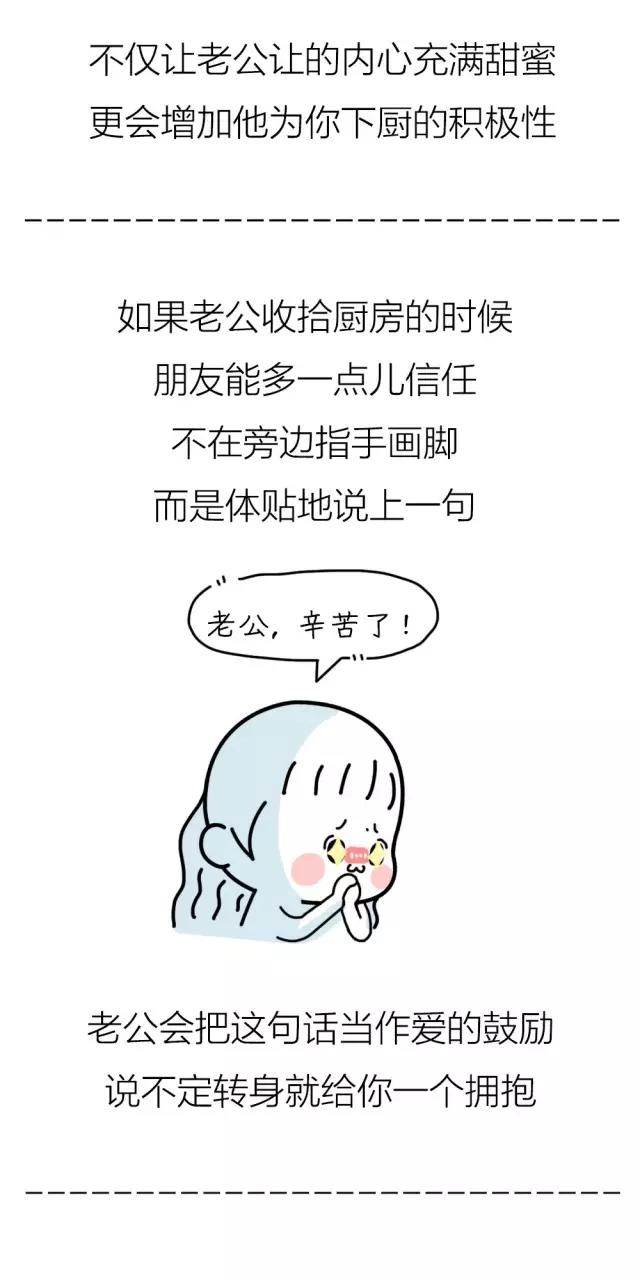 不仅让老公让的内心充满甜蜜
更会增加他为你下厨的积极性
如果老公收拾厨房的时候
朋友能多一点儿信任
不在旁边指手画脚
而是体贴地说上一句
老公，辛苦了！
老公会把这句话当作爱的鼓励
说不定转身就给你一个拥抱